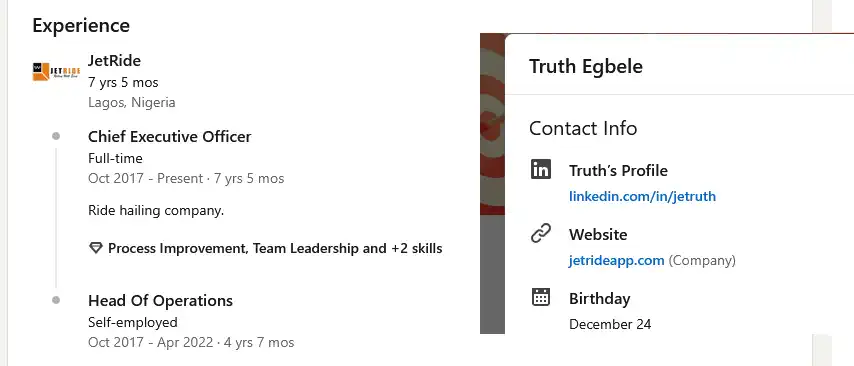 Experience
JETRIDE
JetRide
7 yrs 5 mos
Lagos, Nigeria
Chief Executive Officer
Full-time
Oct 2017 - Present · 7 yrs 5 mos
Ride hailing company.
Process Improvement, Team Leadership and +2 skills
Head Of Operations
Self-employed
Oct 2017 - Apr 2022 · 4 yrs 7 mos
Truth Egbele
Contact Info
in
Truth’s Profile
linkedin.com/in/jetruth
Website
jetrideapp.com (Company)
Birthday
December 24